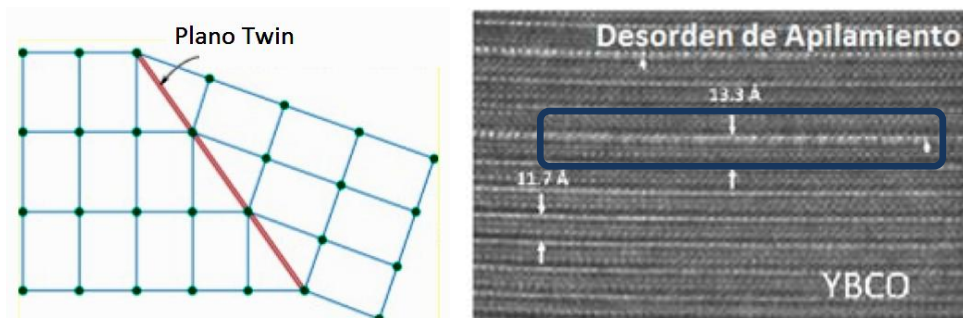 Plano Twin
Desorden de Apilamiento
13.3 Å
11.7 Å
YBCO